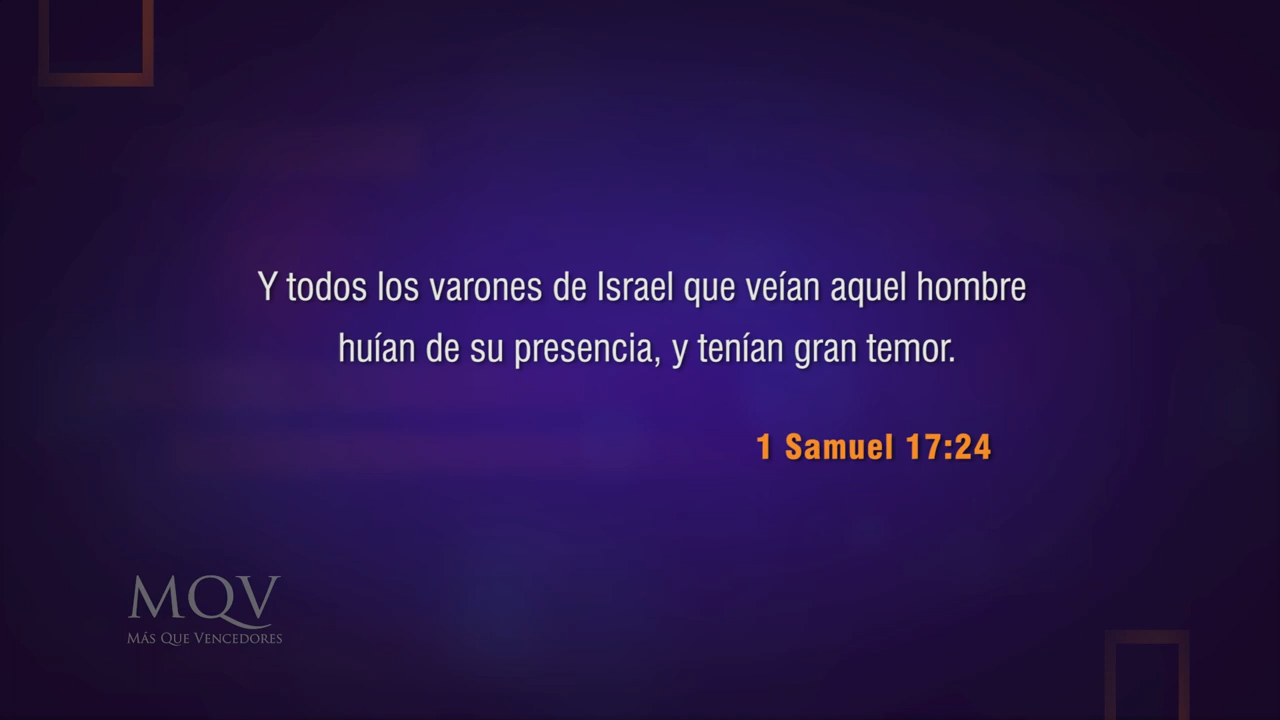 Y todos los varones de Israel que veían aquel hombre
huían de su presencia, y tenían gran temor.
1 Samuel 17:24
MQV
MÁS QUE VENCEDORES